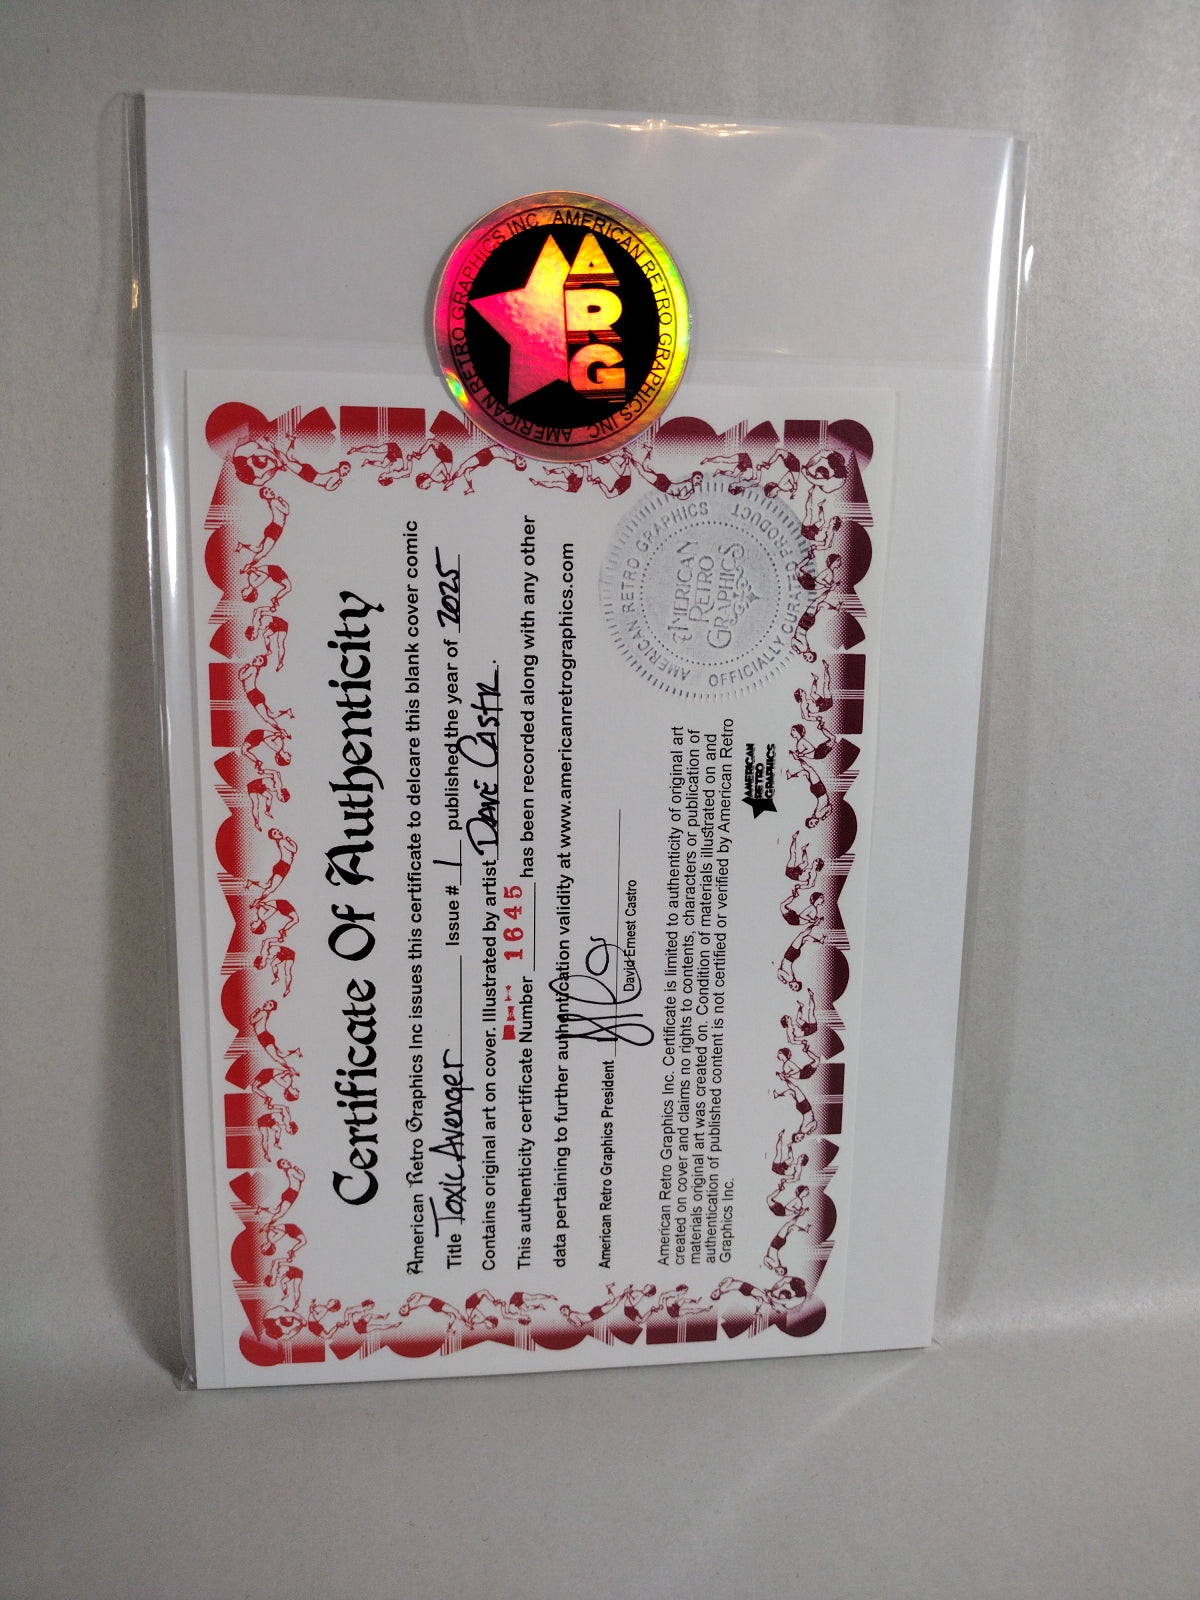 AMERICAN RETRO GRAPHICS INC AMERICAN RETRO GRAPHICS INC
ARG
Certificate Of Authenticity
American Retro Graphics Inc issues this certificate to delcare this blank cover comic
Title Toxic Avenger Issue # 1 published the year of 2025
Contains original art on cover. Illustrated by artist Dave Castr.
This authenticity certificate Number 1645 has been recorded along with any other
data pertaining to further authentication validity at www.americanretrographics.com
American Retro Graphics President
David Ernest Castro
AMERICAN RETRO GRAPHICS
AMERICAN
RETRO
GRAPHICS
OFFICIALLY CURATED PRODUCT
American Retro Graphics Inc. Certificate is limited to authenticity of original art
created on cover and claims no rights to contents, characters or publication of
materials original art was created on. Condition of materials illustrated on and
authentication of published content is not certified or verified by American Retro
Graphics Inc.
AMERICAN
RETRO
GRAPHICS